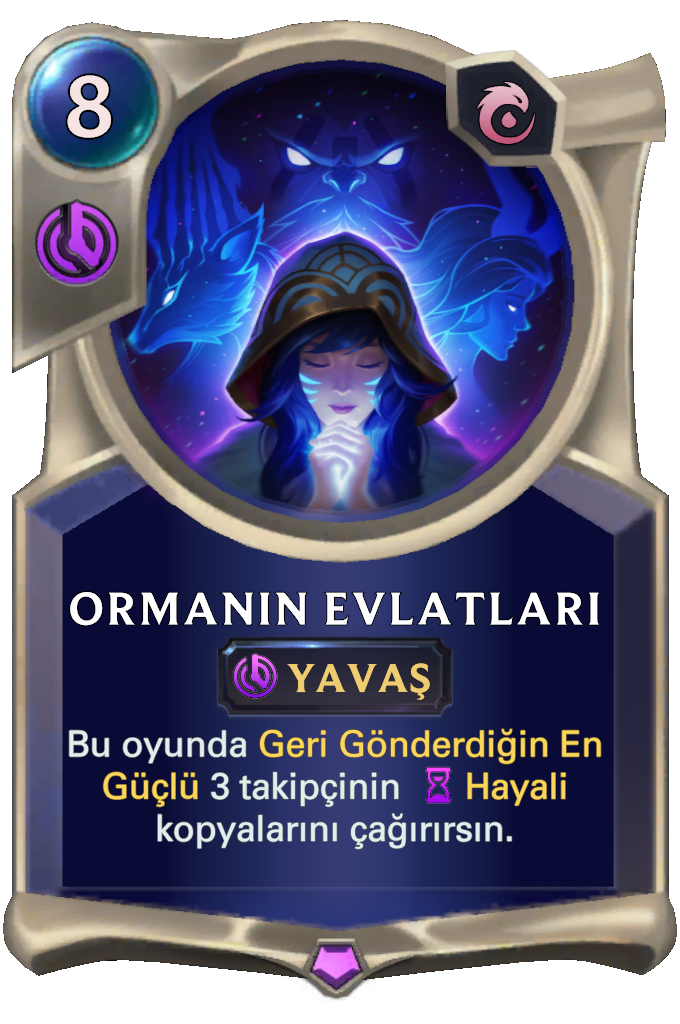 8
ORMANIN EVLATLARI
YAVAŞ
Bu oyunda Geri Gönderdiğin En
Güçlü 3 takipçinin Hayali
kopyalarını çağırırsın.